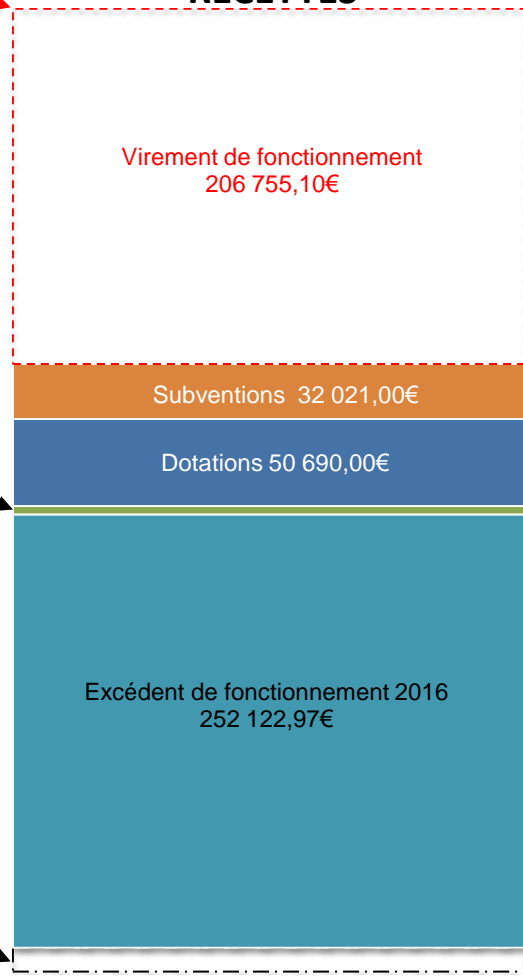 RECETTES
Virement de fonctionnement
206 755,10€
Subventions 32 021,00€
Dotations 50 690,00€
Excédent de fonctionnement 2016
252 122,97€